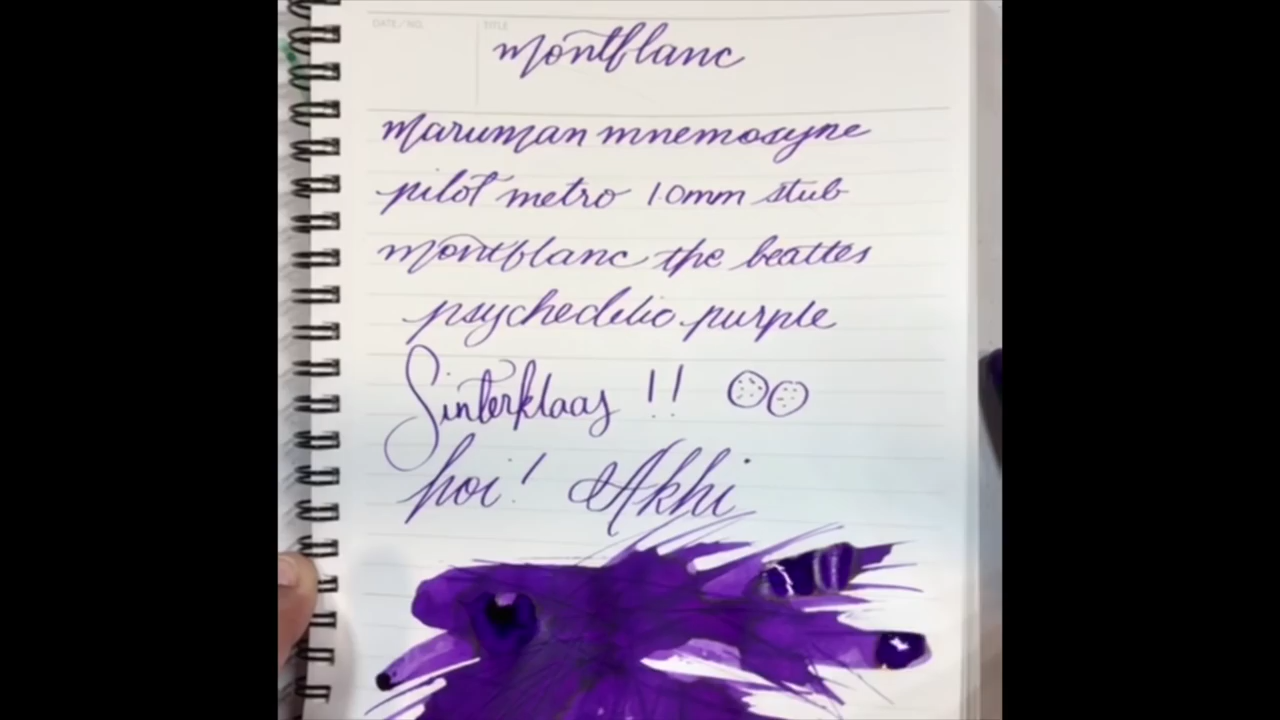 DATE / NO. TITLE
montblanc
maruman mnemosyne
pilot metro 1.0mm stub
montblanc the beatles
psychedelic purple
Sinterklaas !!
hoi! Akhi